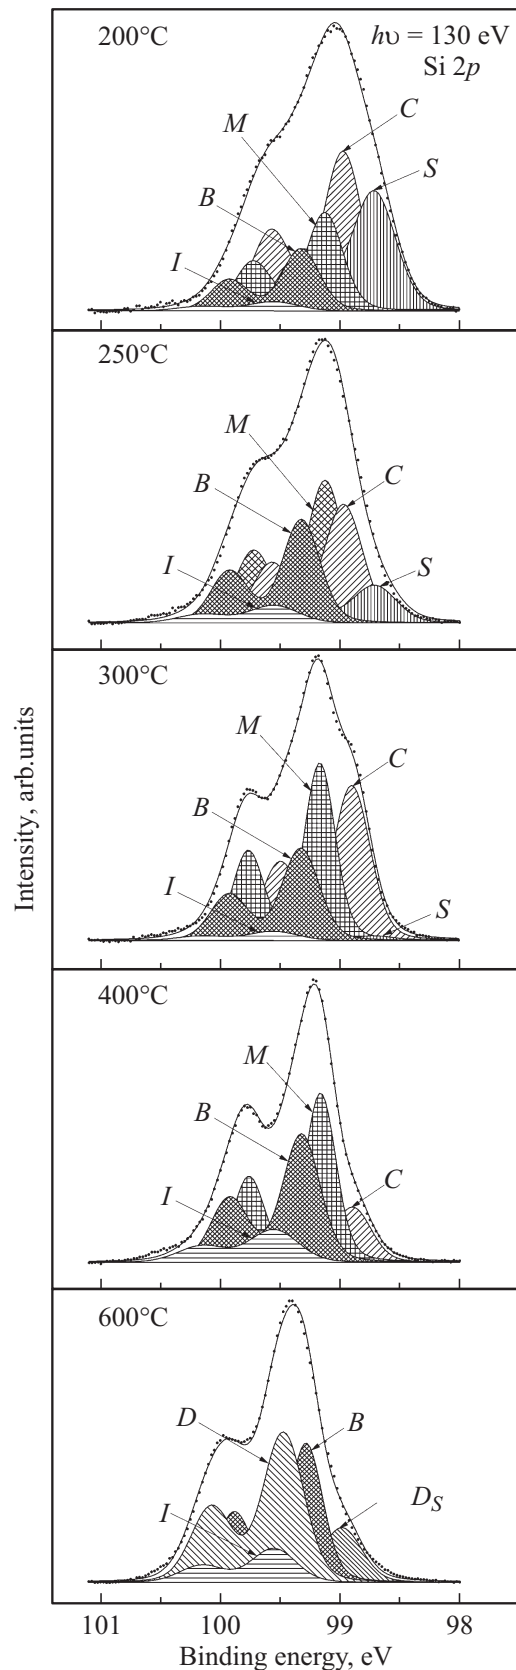 200°C
hυ = 130 eV
Si 2p
C
M
S
B
I
250°C
M
C
B
I
S
300°C
M
C
B
I
S
400°C
M
B
I
C
600°C
D
B
D_S
I
101 100 99 98
Binding energy, eV
Intensity, arb.units